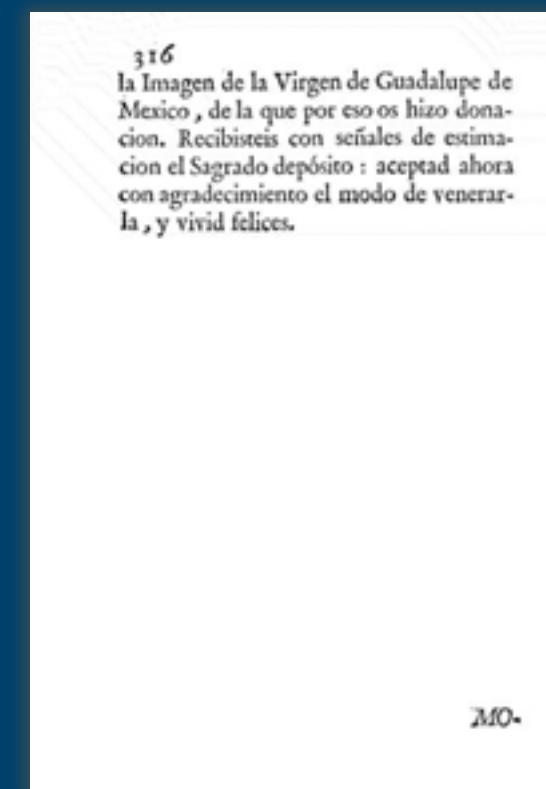 316
la Imagen de la Virgen de Guadalupe de
Mexico , de la que por eso os hizo dona-
cion. Recibisteis con señales de estima-
cion el Sagrado depósito : aceptad ahora
con agradecimiento el modo de venerar-
la , y vivid felices.
MO-